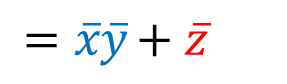 = x̄ȳ + z̄